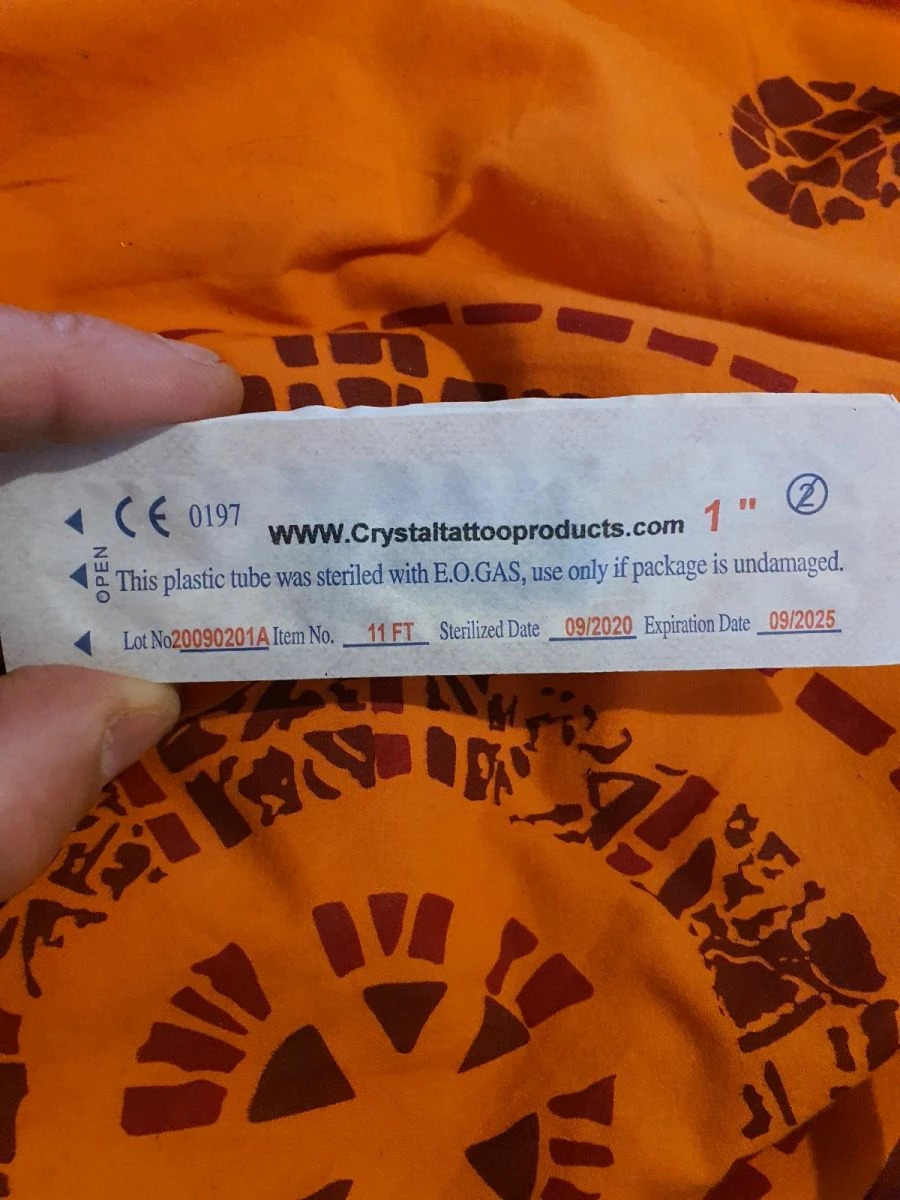 CE 0197
WWW.Crystaltattooproducts.com 1 " 2
OPEN
This plastic tube was steriled with E.O.GAS, use only if package is undamaged.
Lot No20090201A Item No. 11 FT Sterilized Date 09/2020 Expiration Date 09/2025